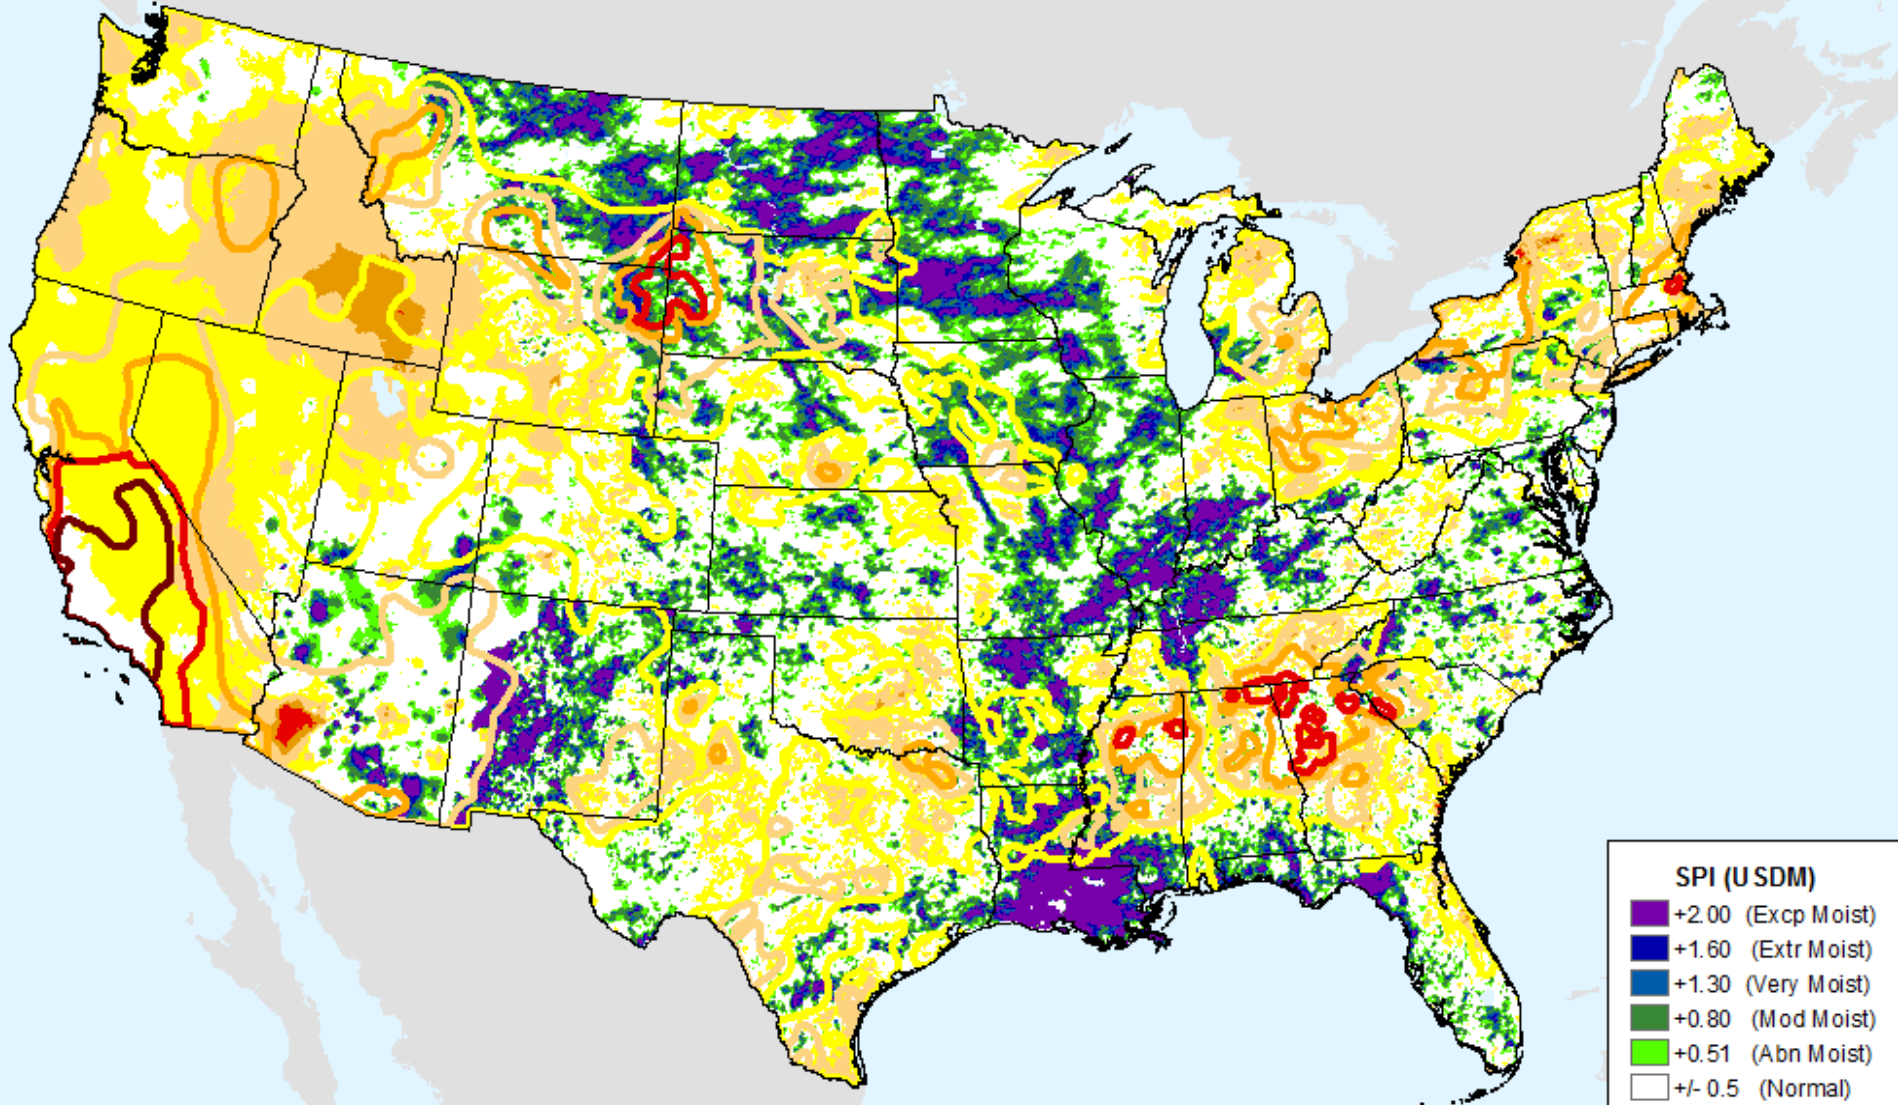 SPI (USDM)
+2.00 (Excp Moist)
+1.60 (Extr Moist)
+1.30 (Very Moist)
+0.80 (Mod Moist)
+0.51 (Abn Moist)
+/- 0.5 (Normal)